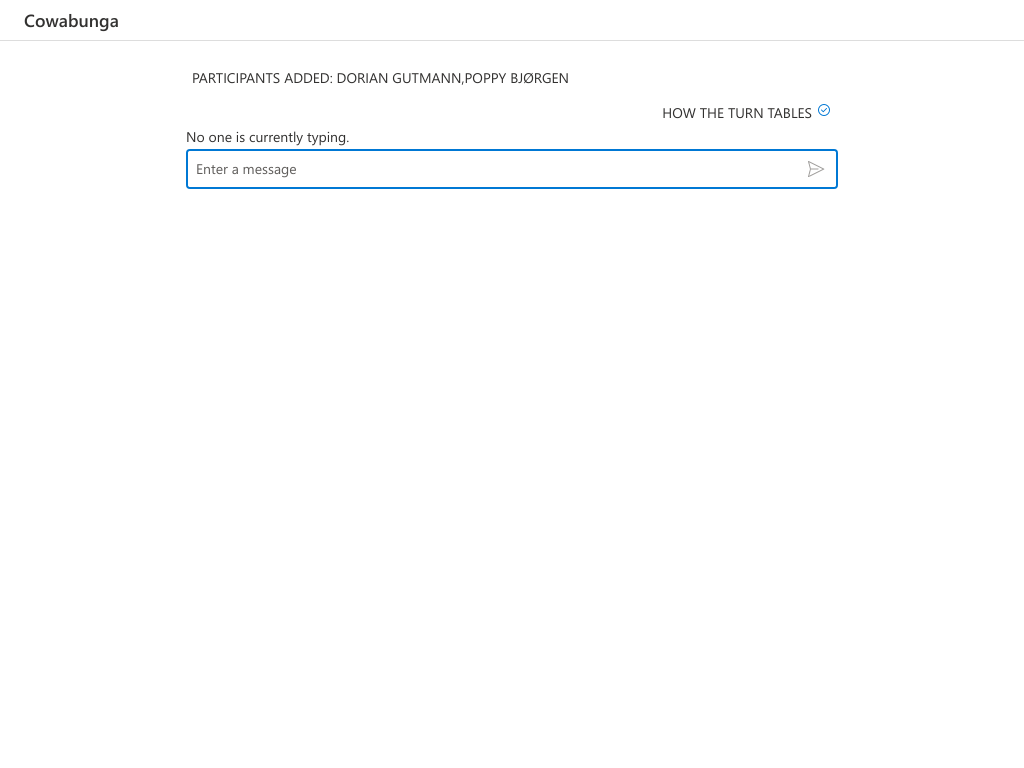 Cowabunga
PARTICIPANTS ADDED: DORIAN GUTMANN,POPPY BJØRGEN
HOW THE TURN TABLES
No one is currently typing.
Enter a message